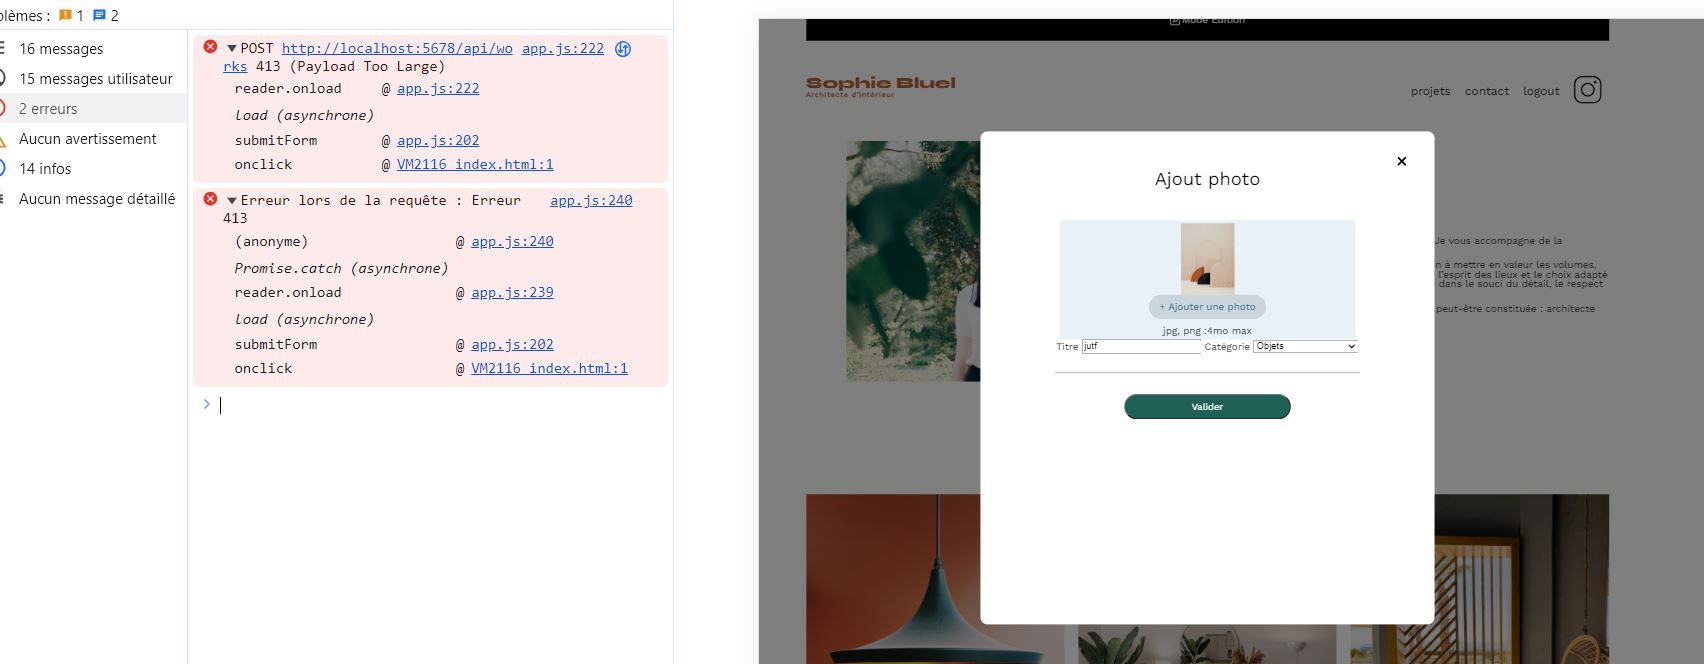 blèmes : 1 2
16 messages
15 messages utilisateur
2 erreurs
Aucun avertissement
14 infos
Aucun message détaillé
POST http://localhost:5678/api/wo app.js:222
rks 413 (Payload Too Large)
reader.onload @ app.js:222
load (asynchrone)
submitForm @ app.js:202
onclick @ VM2116 index.html:1
Erreur lors de la requête : Erreur app.js:240
413
(anonyme) @ app.js:240
Promise.catch (asynchrone)
reader.onload @ app.js:239
load (asynchrone)
submitForm @ app.js:202
onclick @ VM2116 index.html:1
>
Mode Edition
Sophie Bluel
Architecte d'intérieur
projets contact logout
×
Ajout photo
+ Ajouter une photo
jpg, png :4mo max
Titre jutf Catégorie Objets
Valider
Je vous accompagne de la
n à mettre en valeur les volumes,
l'esprit des lieux et le choix adapté
dans le souci du détail, le respect
peut-être constituée : architecte